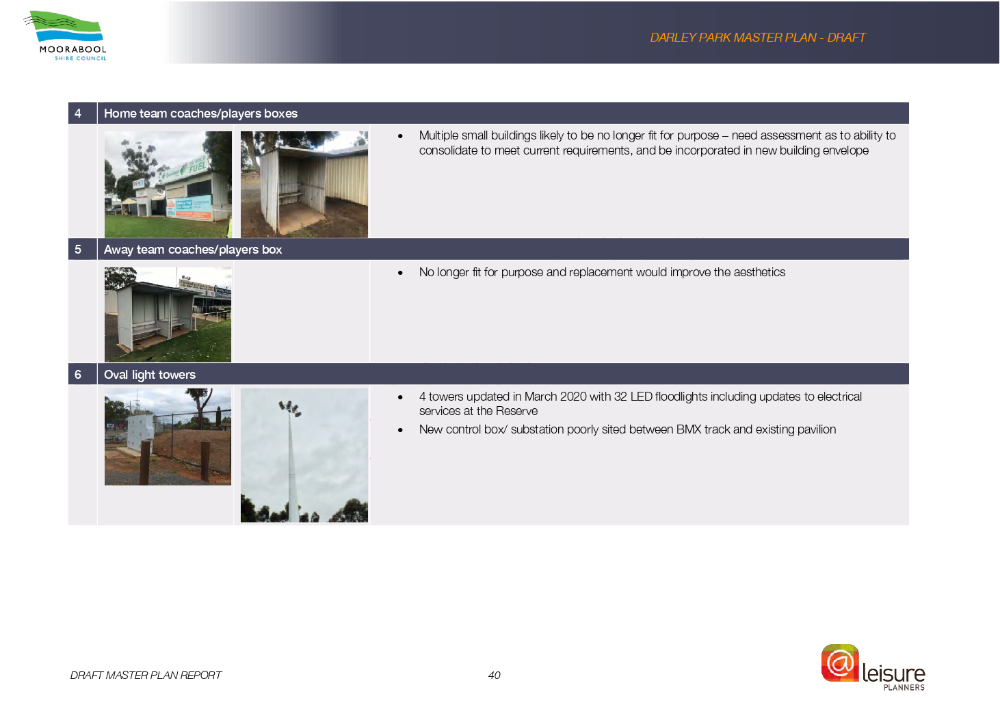 MOORABOOL
SHIRE COUNCIL
DARLEY PARK MASTER PLAN - DRAFT
4 Home team coaches/players boxes
FUEL
• Multiple small buildings likely to be no longer fit for purpose – need assessment as to ability to
consolidate to meet current requirements, and be incorporated in new building envelope
5 Away team coaches/players box
• No longer fit for purpose and replacement would improve the aesthetics
6 Oval light towers
• 4 towers updated in March 2020 with 32 LED floodlights including updates to electrical
services at the Reserve
• New control box/ substation poorly sited between BMX track and existing pavilion
DRAFT MASTER PLAN REPORT
40
@leisure
PLANNERS